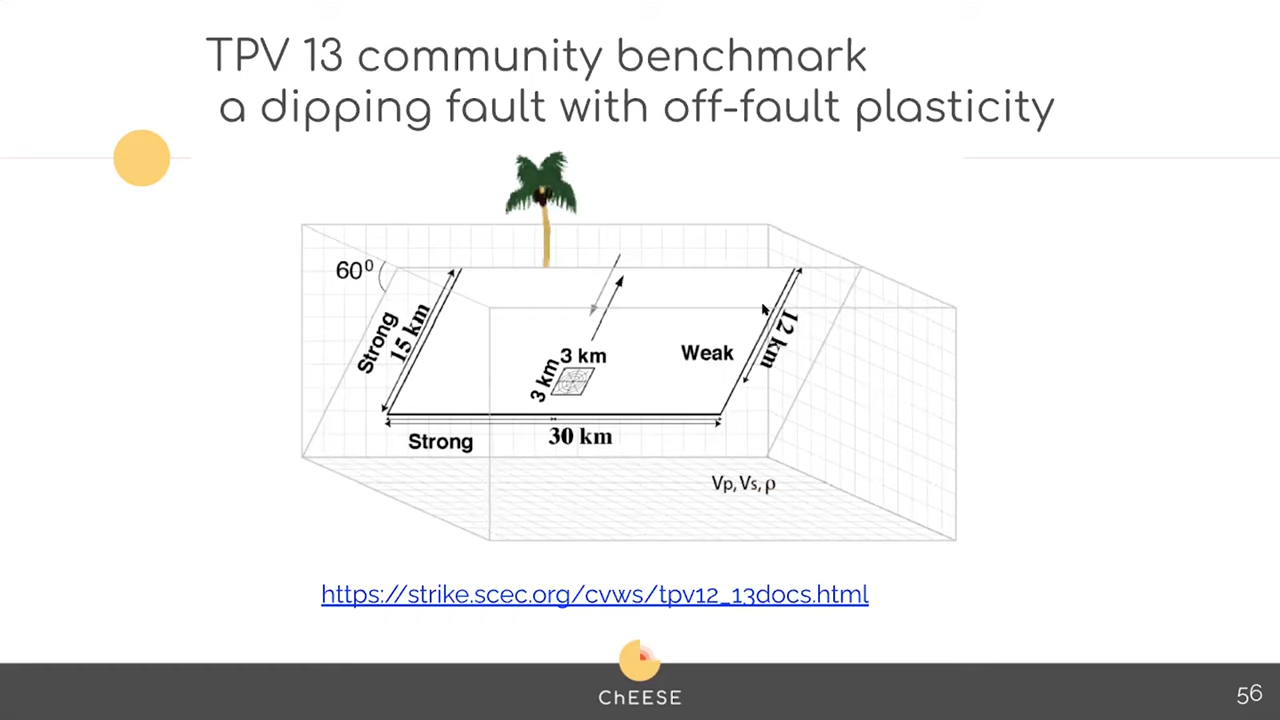 TPV 13 community benchmark
a dipping fault with off-fault plasticity
60⁰
Strong
15 km
3 km
3 km
Weak
12 km
30 km
Strong
Vp, Vs, ρ
https://strike.scec.org/cvws/tpv12_13docs.html
ChEESE
56